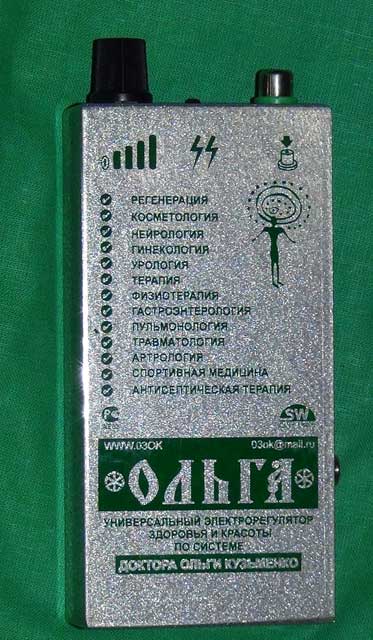 РЕГЕНЕРАЦИЯ
КОСМЕТОЛОГИЯ
НЕЙРОЛОГИЯ
ГИНЕКОЛОГИЯ
УРОЛОГИЯ
ТЕРАПИЯ
ФИЗИОТЕРАПИЯ
ГАСТРОЭНТЕРОЛОГИЯ
ПУЛЬМОНОЛОГИЯ
ТРАВМАТОЛОГИЯ
АРТРОЛОГИЯ
СПОРТИВНАЯ МЕДИЦИНА
АНТИСЕПТИЧЕСКАЯ ТЕРАПИЯ
SW
WWW.03OK 03ok@mail.ru
ОЛЬГА
УНИВЕРСАЛЬНЫЙ ЭЛЕКТРОРЕГУЛЯТОР
ЗДОРОВЬЯ И КРАСОТЫ
ПО СИСТЕМЕ
ДОКТОРА ОЛЬГИ КУЗЬМЕНКО